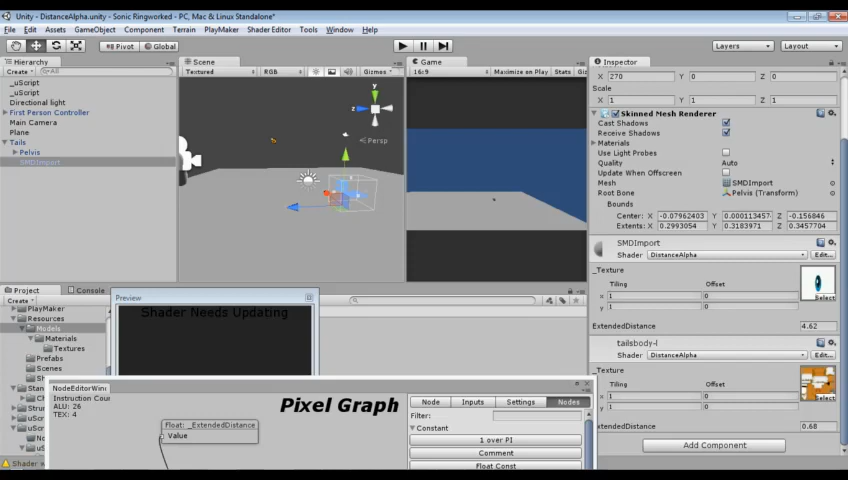 Unity - DistanceAlpha.unity - Sonic Ringworked - PC, Mac & Linux Standalone*
File Edit Assets GameObject Component Terrain PlayMaker Shader Editor Tools Window Help
Pivot Global Layers Layout
Hierarchy
Create All
_uScript
_uScript
Directional light
First Person Controller
Main Camera
Plane
Tails
Pelvis
SMDImport
Scene
Textured RGB Gizmos
y
z
Persp
Game
16:9 Maximize on Play Stats Giz
Inspector
X 270 Y 0 Z 0
Scale
X 1 Y 1 Z 1
Skinned Mesh Renderer
Cast Shadows
Receive Shadows
Materials
Use Light Probes
Quality Auto
Update When Offscreen
Mesh SMDImport
Root Bone Pelvis (Transform)
Bounds
Center: X -0.07962403 Y 0.000113457 Z -0.156846
Extents: X 0.2993054 Y 0.3183971 Z 0.3457704
SMDImport
Shader DistanceAlpha Edit...
_Texture
Tiling Offset
x 1 0
y 1 0
Select
ExtendedDistance 4.62
tailsbody-l
Shader DistanceAlpha Edit...
_Texture
Tiling Offset
x 1 0
y 1 0
Select
ExtendedDistance 0.68
Add Component
Project Console
Create
PlayMaker
Resources
Models
Materials
Textures
Prefabs
Scenes
Preview
Shader Needs Updating
NodeEditorWind
Instruction Cou
ALU: 26
TEX: 4
Pixel Graph
Float: _ExtendedDistance
Value
Node Inputs Settings Nodes
Filter:
Constant
1 over PI
Comment
Float Const
Shader w